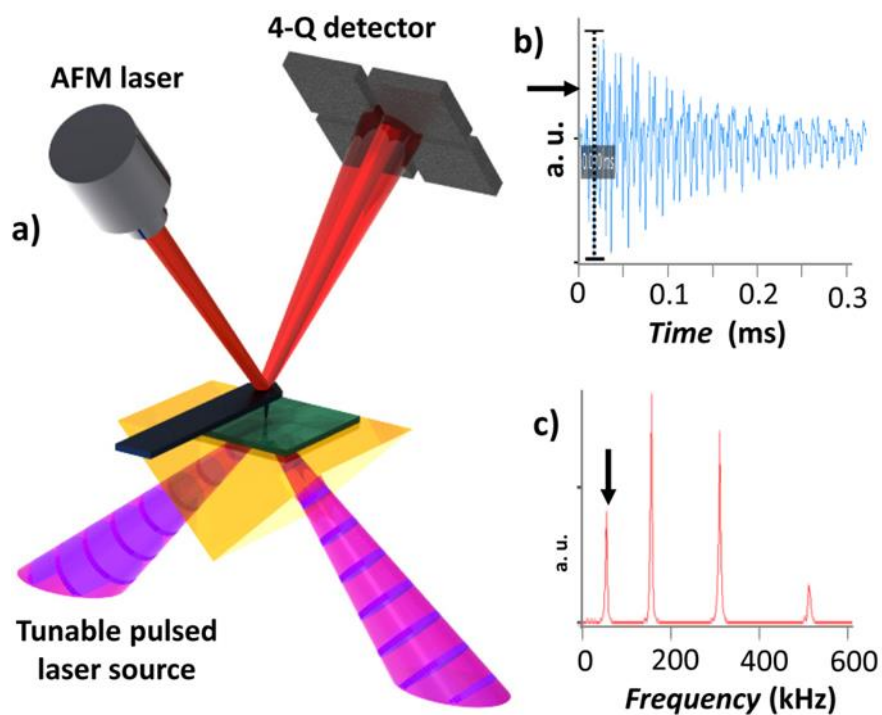 4-Q detector
AFM laser
a)
Tunable pulsed
laser source
b)
a. u.
0 0.1 0.2 0.3
Time (ms)
c)
a. u.
0 200 400 600
Frequency (kHz)